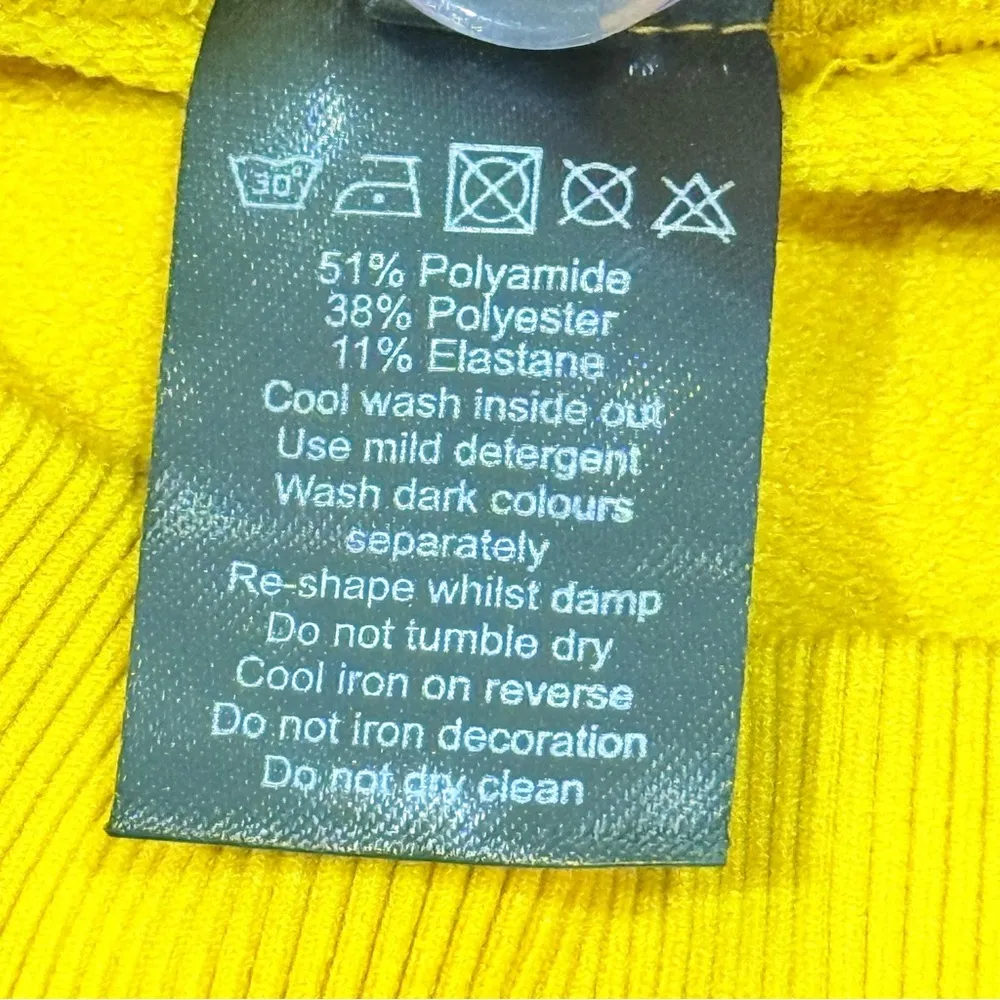 30°
51% Polyamide
38% Polyester
11% Elastane
Cool wash inside out
Use mild detergent
Wash dark colours
separately
Re-shape whilst damp
Do not tumble dry
Cool iron on reverse
Do not iron decoration
Do not dry clean